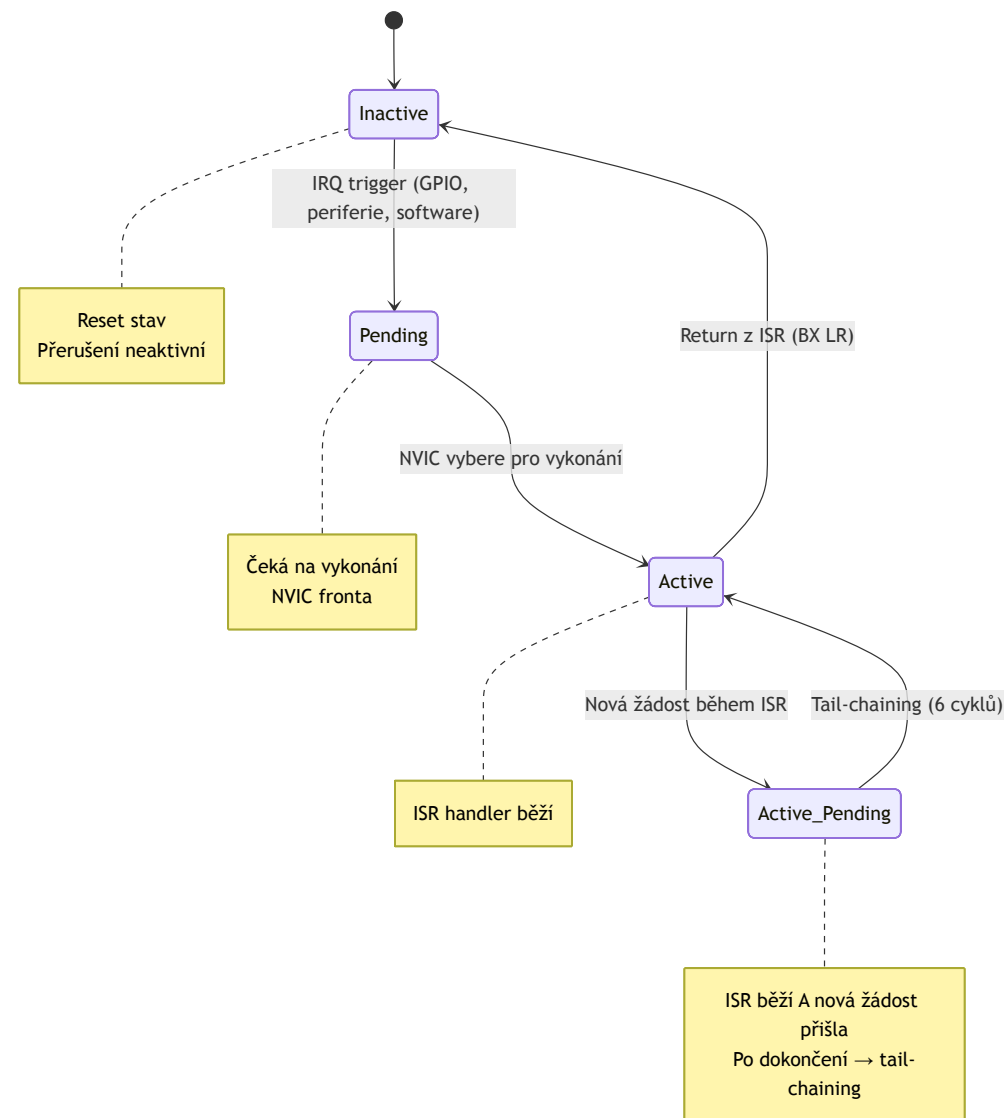 Inactive
IRQ trigger (GPIO,
periferie, software)
Reset stav
Přerušení neaktivní
Pending
Return z ISR (BX LR)
NVIC vybere pro vykonání
Čeká na vykonání
NVIC fronta
Active
Nová žádost během ISR
Tail-chaining (6 cyklů)
ISR handler běží
Active_Pending
ISR běží A nová žádost
přišla
Po dokončení → tail-
chaining